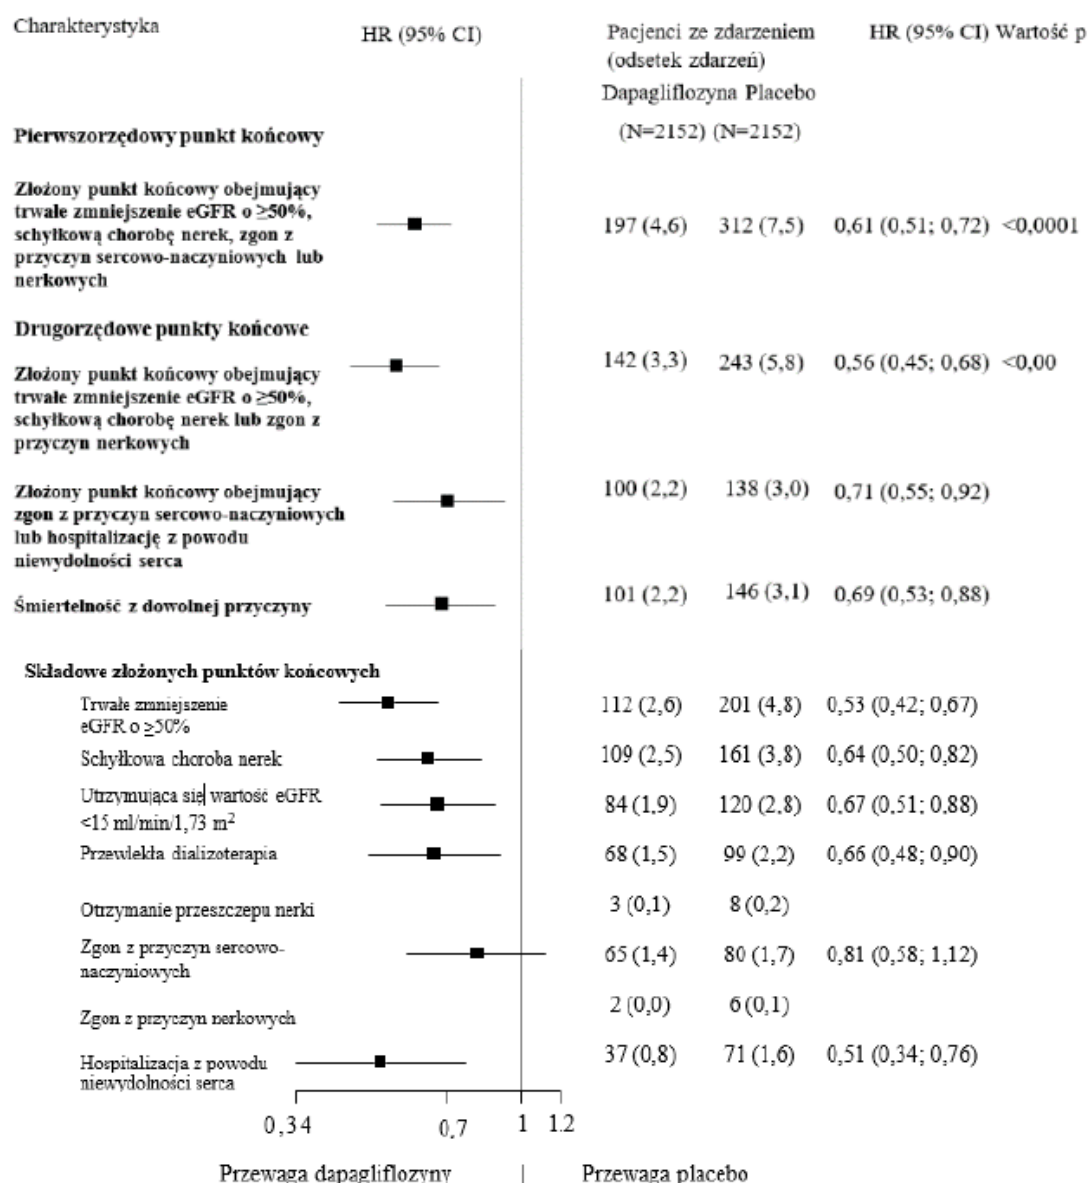 Charakterystyka HR (95% CI) Pacjenci ze zdarzeniem HR (95% CI) Wartość p
(odsetek zdarzeń)
Dapagliflozyna Placebo
(N=2152) (N=2152)
Pierwszorzędowy punkt końcowy
Złożony punkt końcowy obejmujący
trwałe zmniejszenie eGFR o ≥50%,
schyłkową chorobę nerek, zgon z
przyczyn sercowo-naczyniowych lub
nerkowych
197 (4,6) 312 (7,5) 0,61 (0,51; 0,72) <0,0001
Drugorzędowe punkty końcowe
Złożony punkt końcowy obejmujący
trwałe zmniejszenie eGFR o ≥50%,
schyłkową chorobę nerek lub zgon z
przyczyn nerkowych
142 (3,3) 243 (5,8) 0,56 (0,45; 0,68) <0,00
Złożony punkt końcowy obejmujący
zgon z przyczyn sercowo-naczyniowych
lub hospitalizację z powodu
niewydolności serca
100 (2,2) 138 (3,0) 0,71 (0,55; 0,92)
Śmiertelność z dowolnej przyczyny 101 (2,2) 146 (3,1) 0,69 (0,53; 0,88)
Składowe złożonych punktów końcowych
Trwałe zmniejszenie
eGFR o ≥50%
112 (2,6) 201 (4,8) 0,53 (0,42; 0,67)
Schyłkowa choroba nerek 109 (2,5) 161 (3,8) 0,64 (0,50; 0,82)
Utrzymująca się wartość eGFR
<15 ml/min/1,73 m²
84 (1,9) 120 (2,8) 0,67 (0,51; 0,88)
Przewlekła dializoterapia 68 (1,5) 99 (2,2) 0,66 (0,48; 0,90)
Otrzymanie przeszczepu nerki 3 (0,1) 8 (0,2)
Zgon z przyczyn sercowo-
naczyniowych
65 (1,4) 80 (1,7) 0,81 (0,58; 1,12)
Zgon z przyczyn nerkowych 2 (0,0) 6 (0,1)
Hospitalizacja z powodu
niewydolności serca
37 (0,8) 71 (1,6) 0,51 (0,34; 0,76)
0,34 0,7 1 1.2
Przewaga dapagliflozyny Przewaga placebo